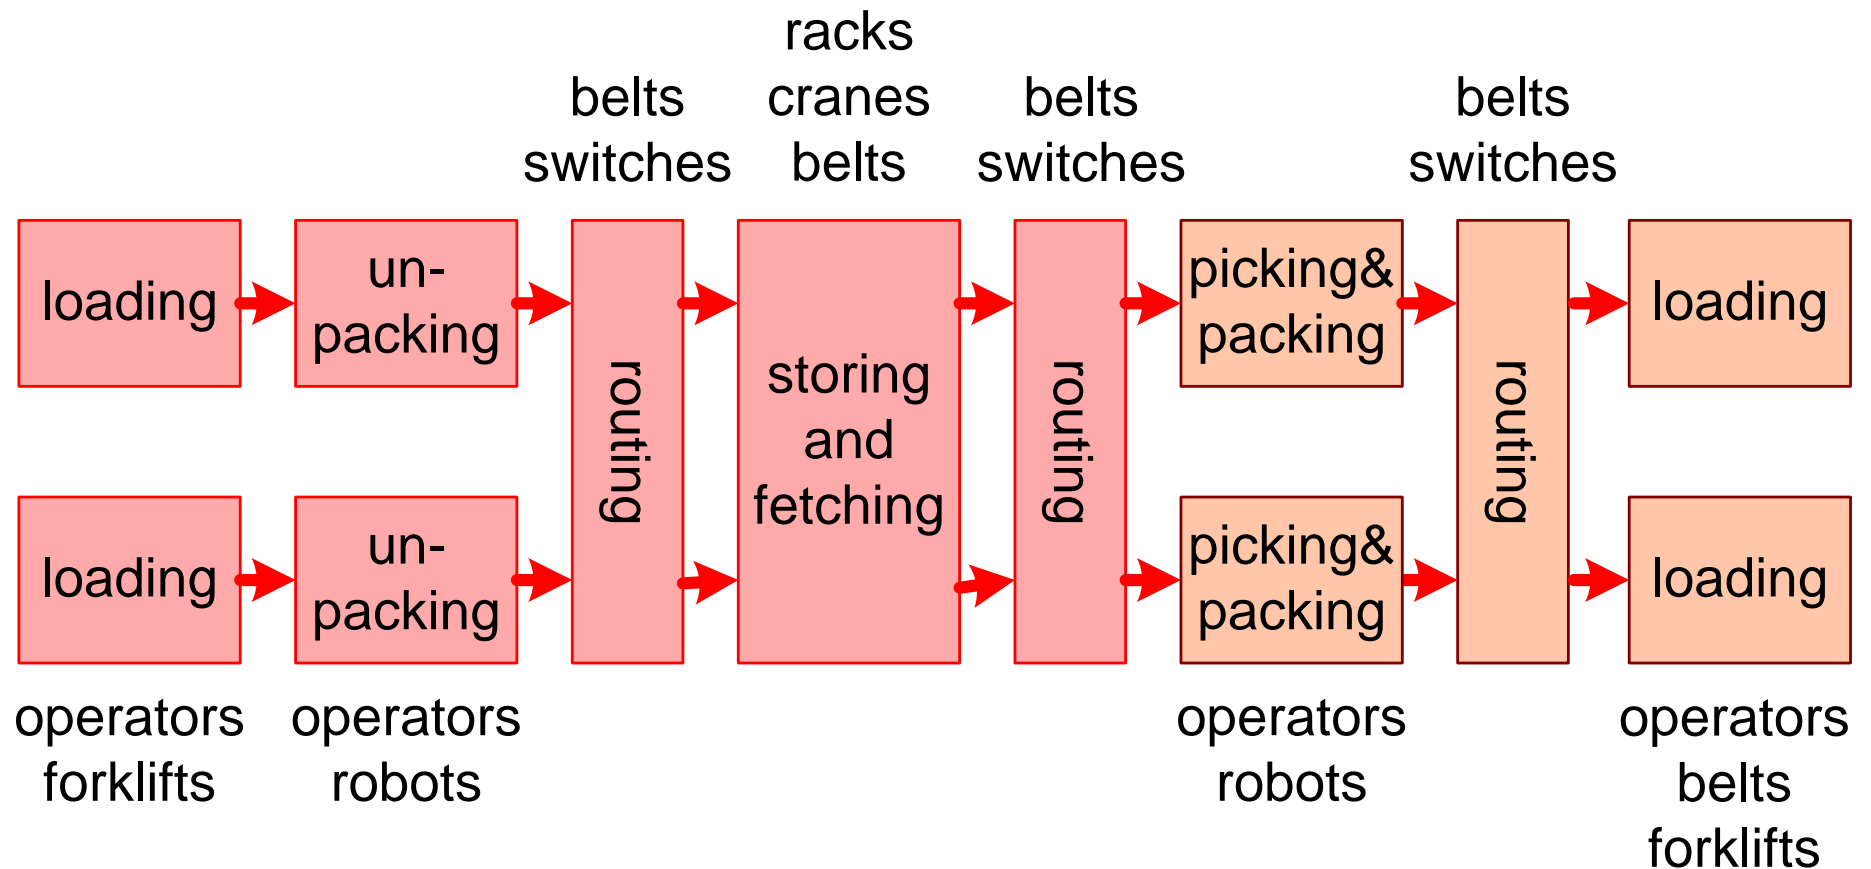 racks
cranes
belts
belts
switches
belts
switches
belts
switches
loading
un-
packing
routing
storing
and
fetching
routing
picking&
packing
routing
loading
loading
un-
packing
picking&
packing
loading
operators
forklifts
operators
robots
operators
robots
operators
belts
forklifts